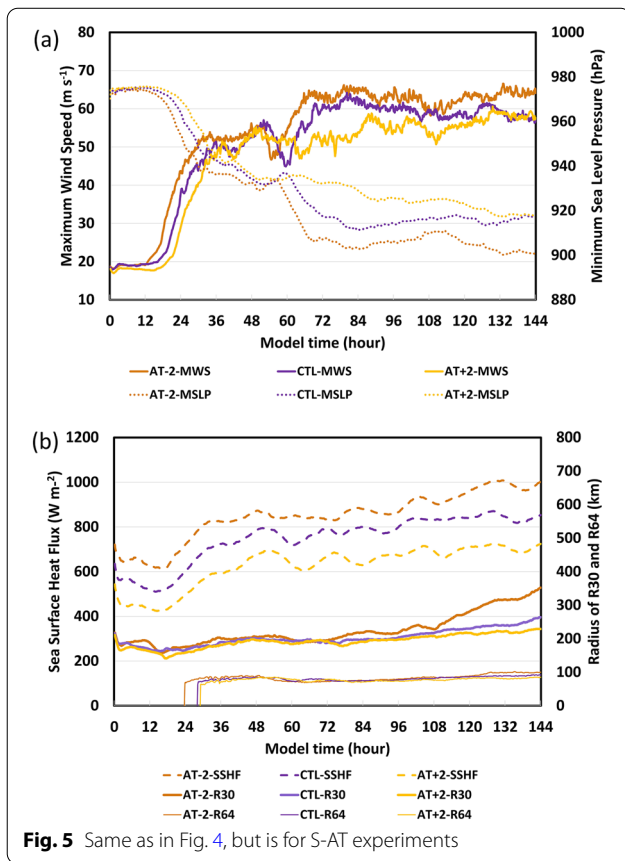 (a)
80
70
60
50
40
30
20
10
Maximum Wind Speed (m s⁻¹)
1000
980
960
940
920
900
880
Minimum Sea Level Pressure (hPa)
0 12 24 36 48 60 72 84 96 108 120 132 144
Model time (hour)
AT-2-MWS CTL-MWS AT+2-MWS
AT-2-MSLP CTL-MSLP AT+2-MSLP
(b)
1200
1000
800
600
400
200
0
Sea Surface Heat Flux (W m⁻²)
800
700
600
500
400
300
200
100
0
Radius of R30 and R64 (km)
0 12 24 36 48 60 72 84 96 108 120 132 144
Model time (hour)
AT-2-SSHF CTL-SSHF AT+2-SSHF
AT-2-R30 CTL-R30 AT+2-R30
AT-2-R64 CTL-R64 AT+2-R64
Fig. 5 Same as in Fig. 4, but is for S-AT experiments